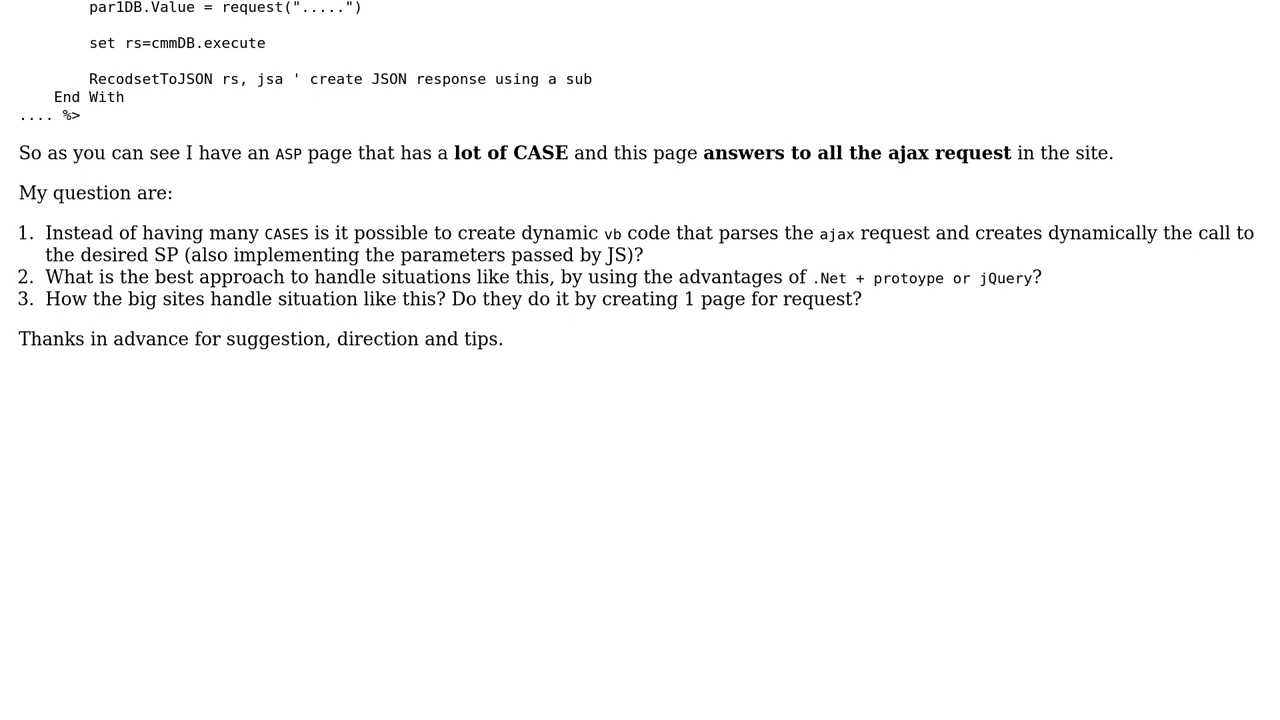 par1DB.Value = request(".....")
set rs=cmmDB.execute
RecodsetToJSON rs, jsa ' create JSON response using a sub
End With
.... %>
So as you can see I have an ASP page that has a lot of CASE and this page answers to all the ajax request in the site.
My question are:
1. Instead of having many CASES is it possible to create dynamic vb code that parses the ajax request and creates dynamically the call to
the desired SP (also implementing the parameters passed by JS)?
2. What is the best approach to handle situations like this, by using the advantages of .Net + protoype or jQuery?
3. How the big sites handle situation like this? Do they do it by creating 1 page for request?
Thanks in advance for suggestion, direction and tips.